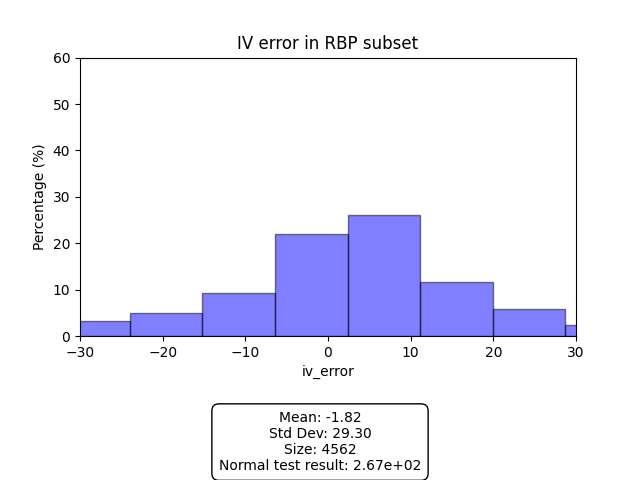 IV error in RBP subset
60
50
40
30
20
10
0
Percentage (%)
−30
−20
−10
0
10
20
30
iv_error
Mean: -1.82
Std Dev: 29.30
Size: 4562
Normal test result: 2.67e+02